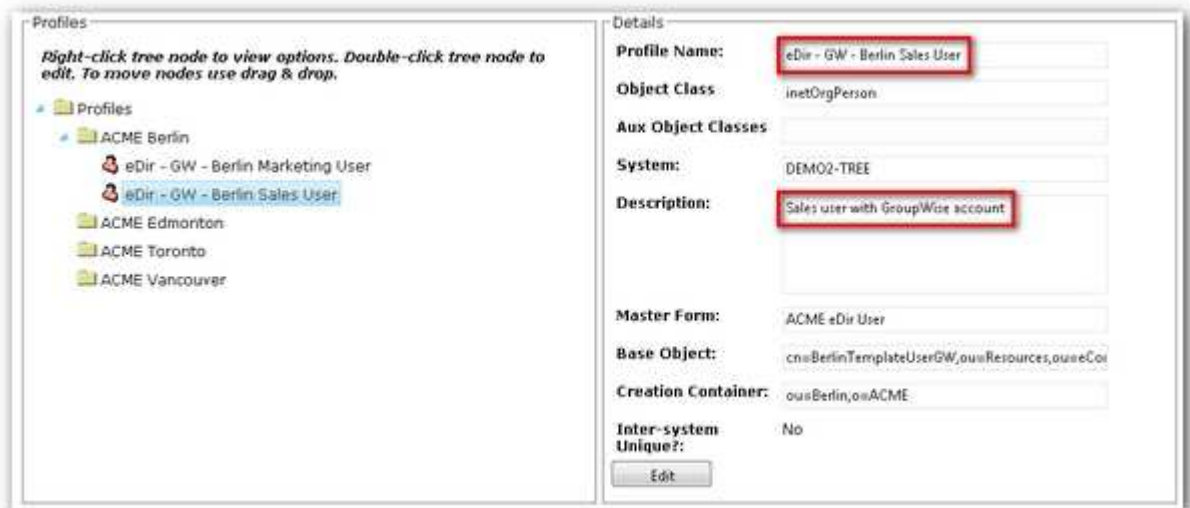 Profiles
Right-click tree node to view options. Double-click tree node to
edit. To move nodes use drag & drop.
Profiles
ACME Berlin
eDir - GW - Berlin Marketing User
eDir - GW - Berlin Sales User
ACME Edmonton
ACME Toronto
ACME Vancouver
Details
Profile Name: eDir - GW - Berlin Sales User
Object Class inetOrgPerson
Aux Object Classes
System: DEMO2-TREE
Description: Sales user with GroupWise account
Master Form: ACME eDir User
Base Object: cn=BerlinTemplateUserGW,ou=Resources,ou=eCo
Creation Container: ou=Berlin,o=ACME
Inter-system No
Unique?:
Edit